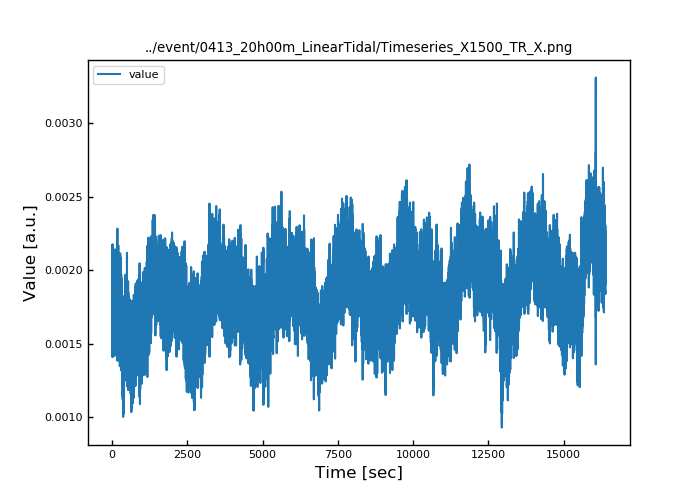 ../event/0413_20h00m_LinearTidal/Timeseries_X1500_TR_X.png
value
0.0030
0.0025
0.0020
0.0015
0.0010
Value [a.u.]
0 2500 5000 7500 10000 12500 15000
Time [sec]